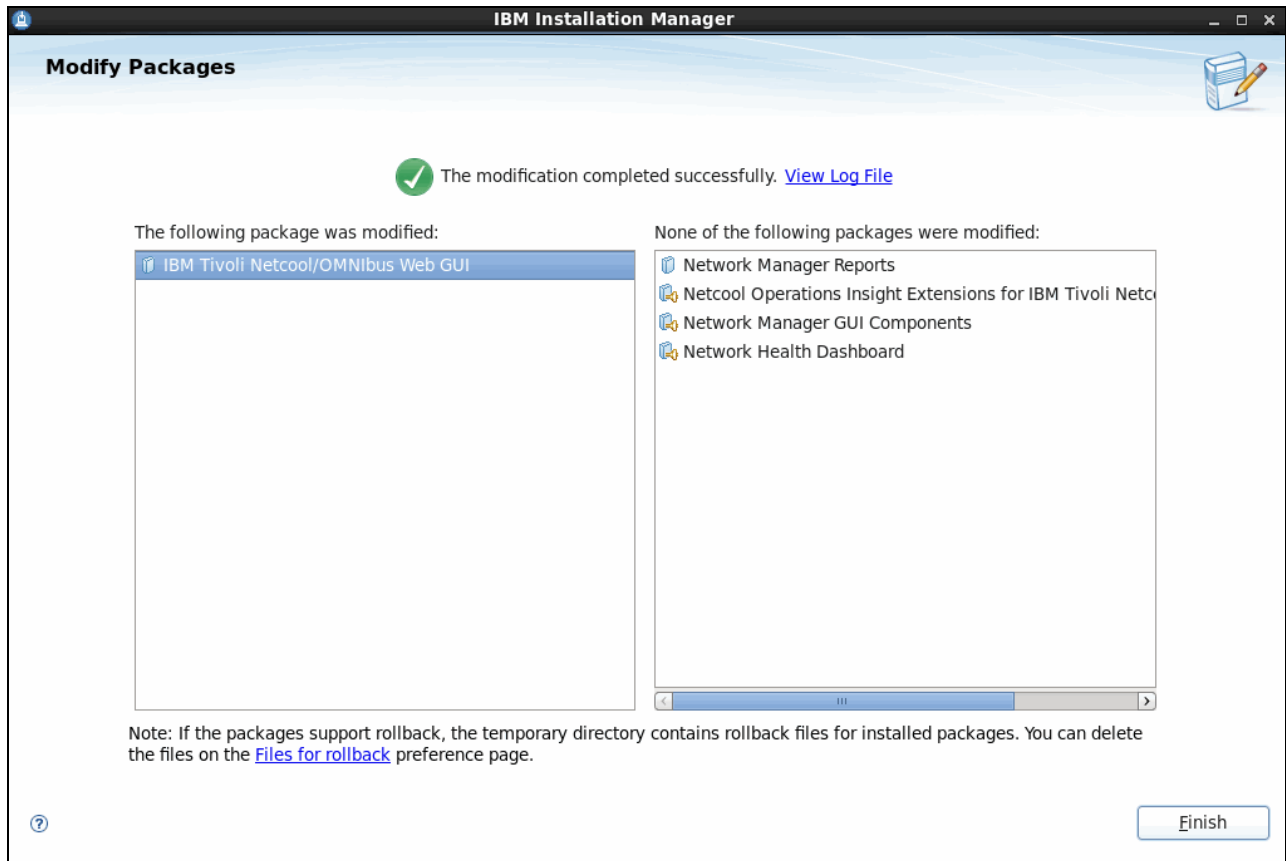 IBM Installation Manager
Modify Packages
The modification completed successfully. View Log File
The following package was modified:
IBM Tivoli Netcool/OMNIbus Web GUI
None of the following packages were modified:
Network Manager Reports
Netcool Operations Insight Extensions for IBM Tivoli Netc
Network Manager GUI Components
Network Health Dashboard
Note: If the packages support rollback, the temporary directory contains rollback files for installed packages. You can delete
the files on the Files for rollback preference page.
?
Finish